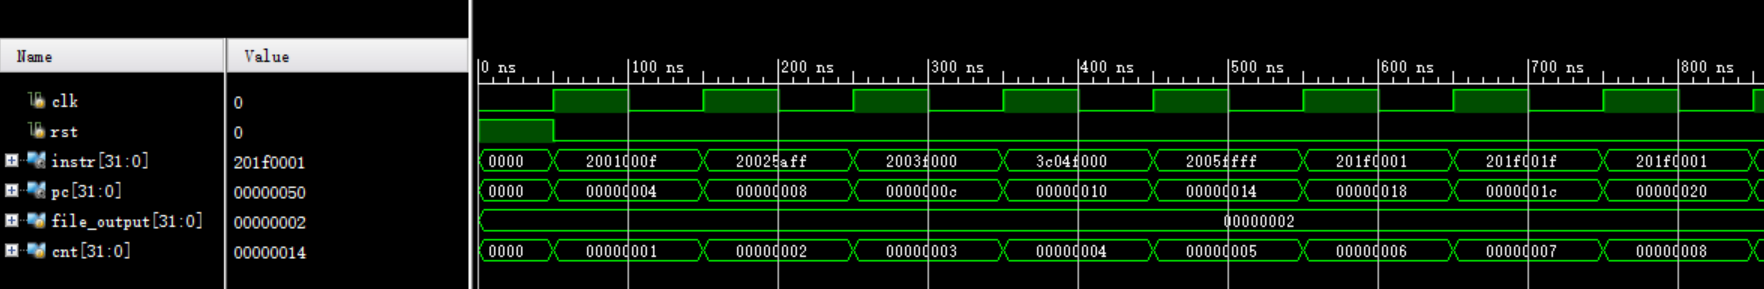 Name Value
0 ns 100 ns 200 ns 300 ns 400 ns 500 ns 600 ns 700 ns 800 ns
clk 0
rst 0
instr[31:0] 201f0001 0000 2001000f 20025aff 2003f000 3c04f000 2005ffff 201f0001 201f001f 201f0001
pc[31:0] 00000050 0000 00000004 00000008 0000000c 00000010 00000014 00000018 0000001c 00000020
file_output[31:0] 00000002 00000002
cnt[31:0] 00000014 0000 00000001 00000002 00000003 00000004 00000005 00000006 00000007 00000008